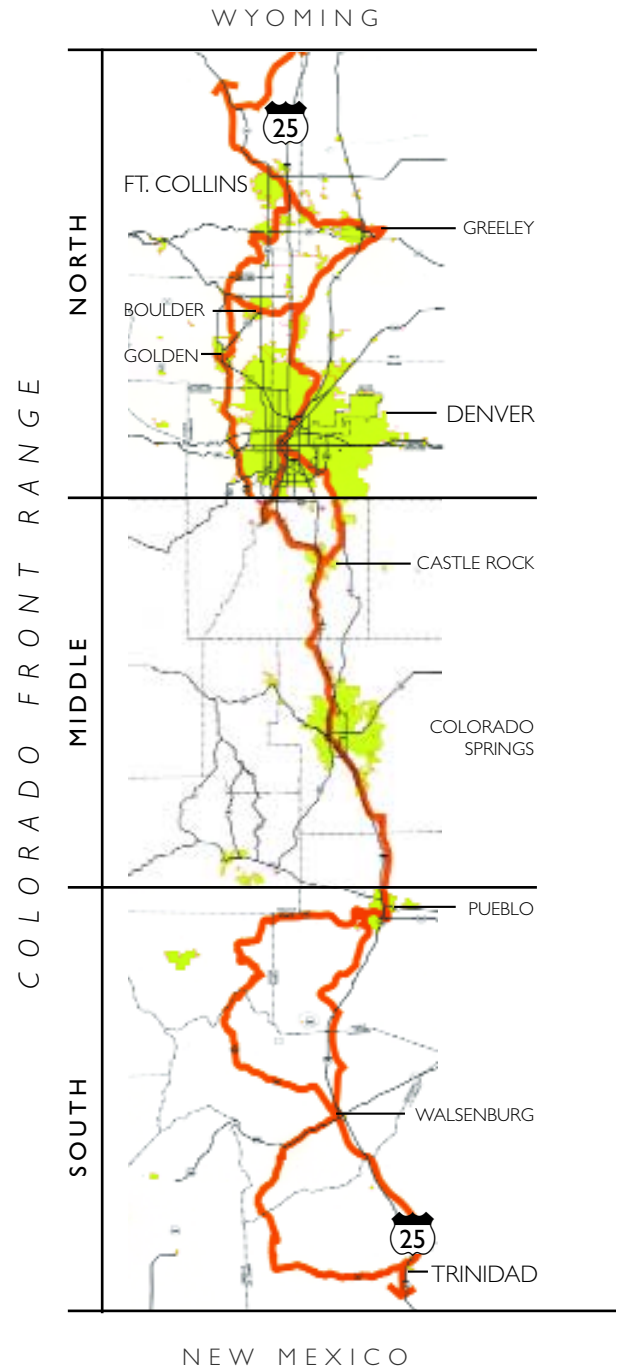 WYOMING
25
FT. COLLINS
GREELEY
NORTH
BOULDER
GOLDEN
DENVER
COLORADO FRONT RANGE
CASTLE ROCK
MIDDLE
COLORADO
SPRINGS
PUEBLO
WALSENBURG
SOUTH
25
TRINIDAD
NEW MEXICO